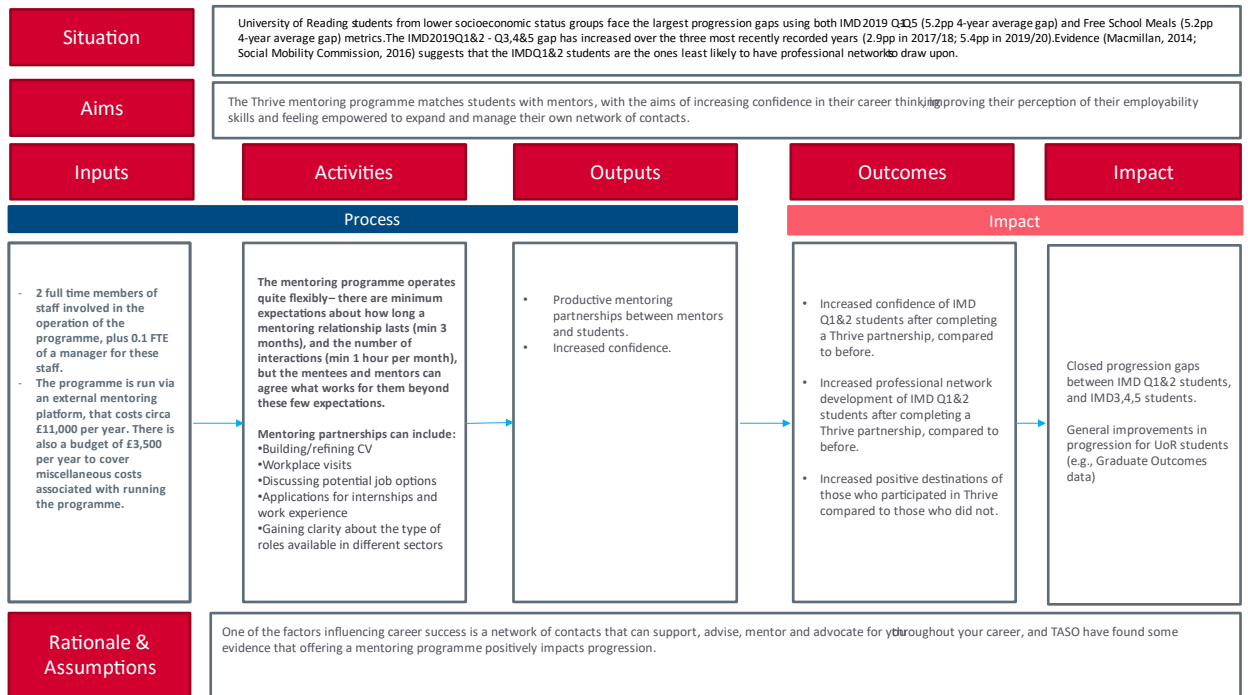 Situation
University of Reading students from lower socioeconomic status groups face the largest progression gaps using both IMD 2019 Q1-Q5 (5.2pp
4-year average gap) and Free School Meals (5.2pp 4-year average gap) metrics.The IMD2019Q1&2 - Q3,4&5 gap has increased over the three most recently recorded years (2.9pp in 2017/18; 5.4pp in 2019/20).Evidence (Macmillan, 2014;
Social Mobility Commission, 2016) suggests that the IMDQ1&2 students are the ones least likely to have professional networks to draw upon.
Aims
The Thrive mentoring programme matches students with mentors, with the aims of increasing confidence in their career thinking, improving their perception of their employability
skills and feeling empowered to expand and manage their own network of contacts.
Inputs
Activities
Outputs
Outcomes
Impact
Process
Impact
- 2 full time members of
staff involved in the
operation of the
programme, plus 0.1 FTE
of a manager for these
staff.
- The programme is run via
an external mentoring
platform, that costs circa
£11,000 per year. There is
also a budget of £3,500
per year to cover
miscellaneous costs
associated with running
the programme.
The mentoring programme operates
quite flexibly– there are minimum
expectations about how long a
mentoring relationship lasts (min 3
months), and the number of
interactions (min 1 hour per month),
but the mentees and mentors can
agree what works for them beyond
these few expectations.
Mentoring partnerships can include:
•Building/refining CV
•Workplace visits
•Discussing potential job options
•Applications for internships and
work experience
•Gaining clarity about the type of
roles available in different sectors
• Productive mentoring
partnerships between mentors
and students.
• Increased confidence.
• Increased confidence of IMD
Q1&2 students after completing
a Thrive partnership, compared
to before.
• Increased professional network
development of IMD Q1&2
students after completing a
Thrive partnership, compared to
before.
• Increased positive destinations of
those who participated in Thrive
compared to those who did not.
Closed progression gaps
between IMD Q1&2 students,
and IMD3,4,5 students.
General improvements in
progression for UoR students
(e.g., Graduate Outcomes
data)
Rationale &
Assumptions
One of the factors influencing career success is a network of contacts that can support, advise, mentor and advocate for you throughout your career, and TASO have found some
evidence that offering a mentoring programme positively impacts progression.